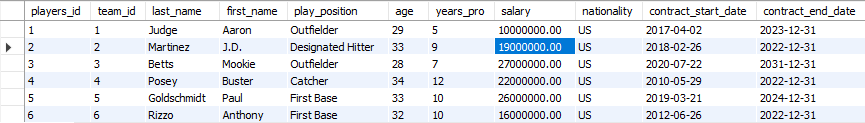 players_id team_id last_name first_name play_position age years_pro salary nationality contract_start_date contract_end_date
1 1 Judge Aaron Outfielder 29 5 10000000.00 US 2017-04-02 2023-12-31
2 2 Martinez J.D. Designated Hitter 33 9 19000000.00 US 2018-02-26 2022-12-31
3 3 Betts Mookie Outfielder 28 7 27000000.00 US 2020-07-22 2031-12-31
4 4 Posey Buster Catcher 34 12 22000000.00 US 2010-05-29 2022-12-31
5 5 Goldschmidt Paul First Base 33 10 26000000.00 US 2019-03-21 2024-12-31
6 6 Rizzo Anthony First Base 32 10 16000000.00 US 2012-06-26 2022-12-31